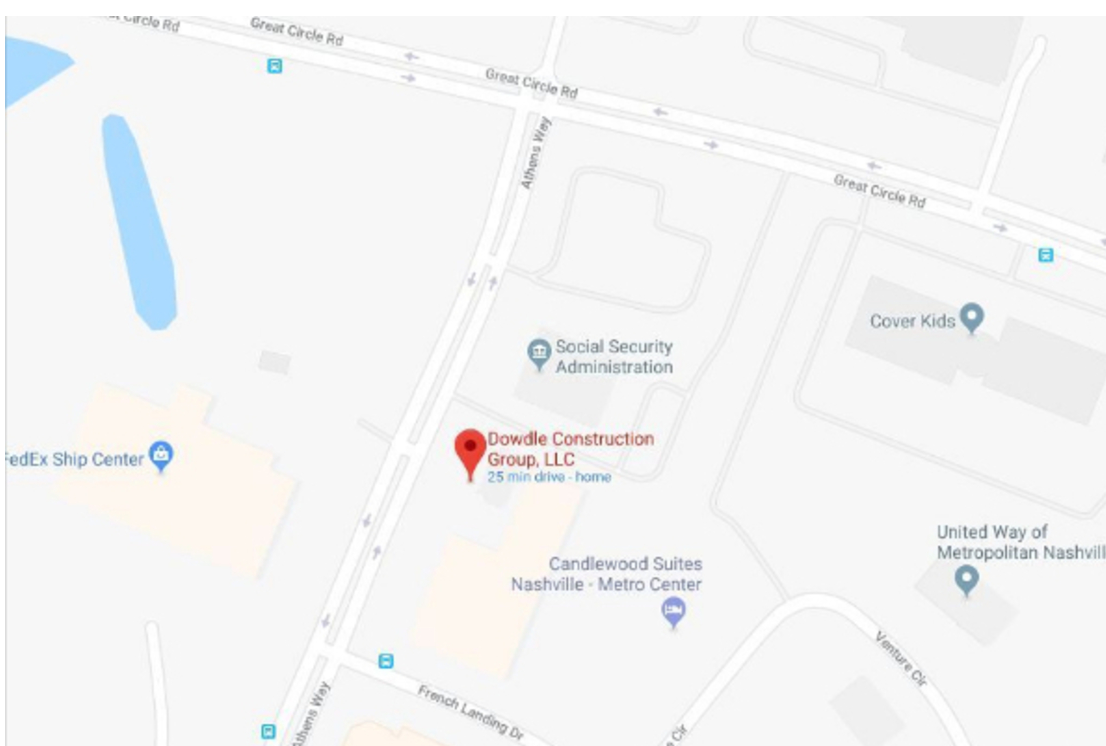 Circle Rd
Great Circle Rd
Great Circle Rd
Athens Way
Great Circle Rd
Cover Kids
Social Security
Administration
Dowdle Construction
Group, LLC
25 min drive - home
FedEx Ship Center
United Way of
Metropolitan Nashvill
Candlewood Suites
Nashville - Metro Center
Venture Cir
French Landing Dr
Athens Way
Cir